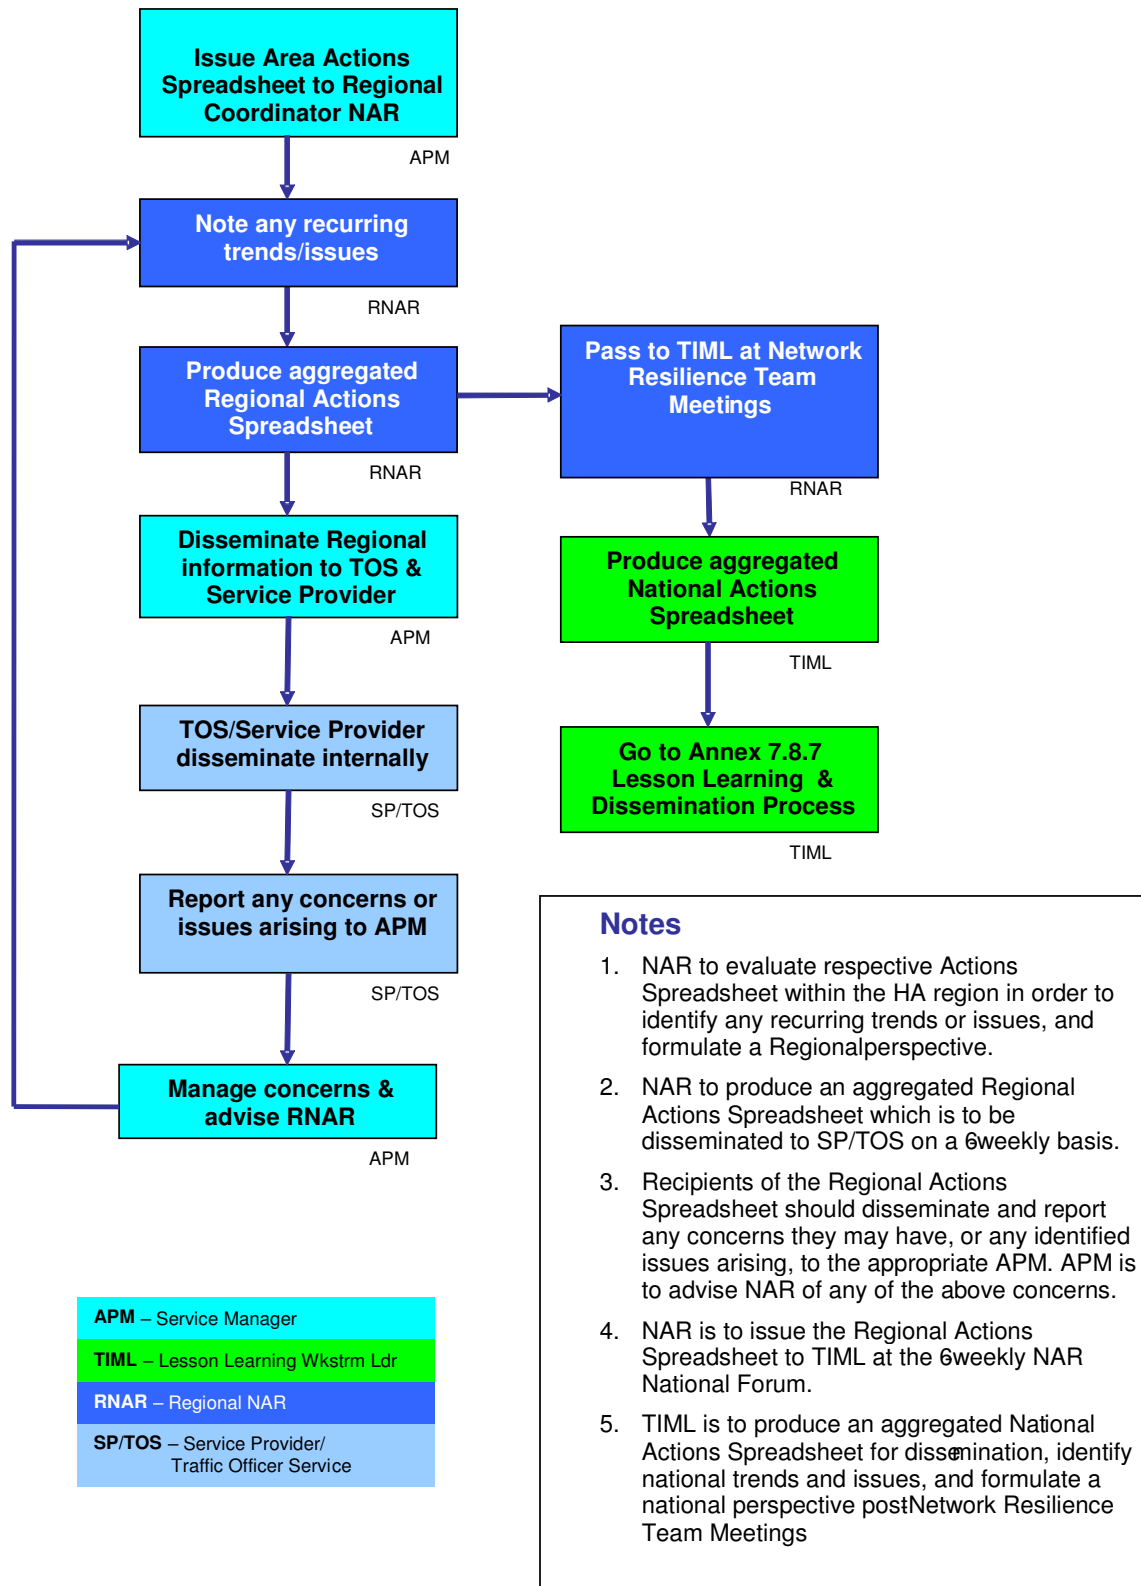 Issue Area Actions
Spreadsheet to Regional
Coordinator NAR
APM
Note any recurring
trends/issues
RNAR
Produce aggregated
Regional Actions
Spreadsheet
RNAR
Pass to TIML at Network
Resilience Team
Meetings
RNAR
Disseminate Regional
information to TOS &
Service Provider
APM
Produce aggregated
National Actions
Spreadsheet
TIML
TOS/Service Provider
disseminate internally
SP/TOS
Go to Annex 7.8.7
Lesson Learning &
Dissemination Process
TIML
Report any concerns or
issues arising to APM
SP/TOS
Manage concerns &
advise RNAR
APM
APM – Service Manager
TIML – Lesson Learning Wkstrm Ldr
RNAR – Regional NAR
SP/TOS – Service Provider/
Traffic Officer Service
Notes
1. NAR to evaluate respective Actions
Spreadsheet within the HA region in order to
identify any recurring trends or issues, and
formulate a Regionalperspective.
2. NAR to produce an aggregated Regional
Actions Spreadsheet which is to be
disseminated to SP/TOS on a 6-weekly basis.
3. Recipients of the Regional Actions
Spreadsheet should disseminate and report
any concerns they may have, or any identified
issues arising, to the appropriate APM. APM is
to advise NAR of any of the above concerns.
4. NAR is to issue the Regional Actions
Spreadsheet to TIML at the 6-weekly NAR
National Forum.
5. TIML is to produce an aggregated National
Actions Spreadsheet for dissemination, identify
national trends and issues, and formulate a
national perspective post-Network Resilience
Team Meetings